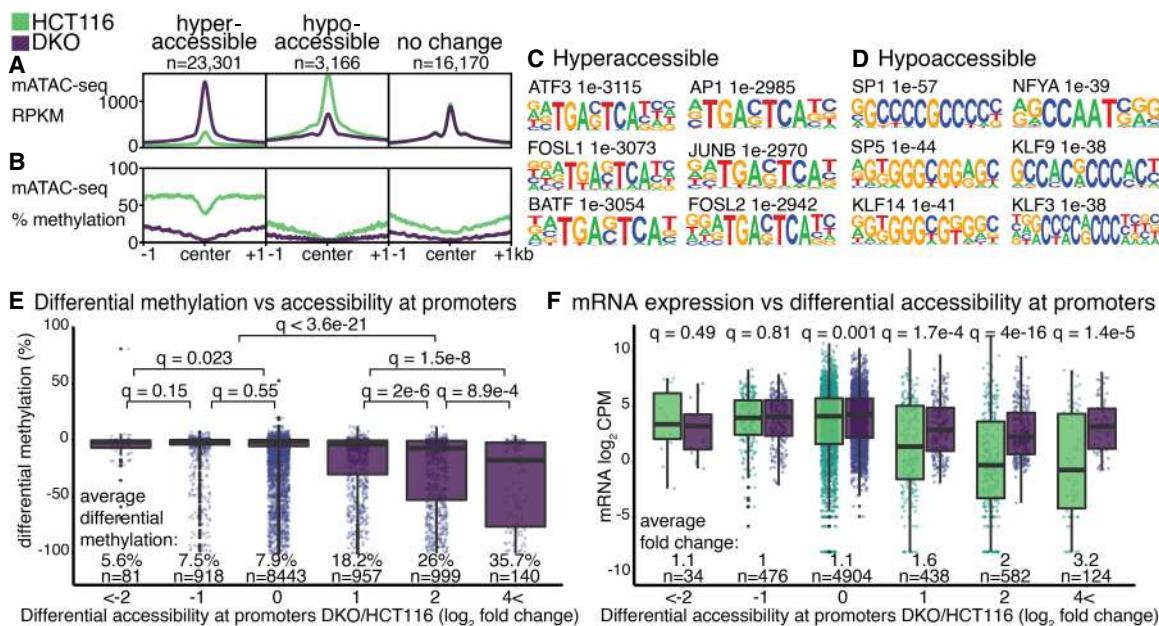 HCT116
DKO
hyper-
accessible
n=23,301
hypo-
accessible
n=3,166
no change
n=16,170
A
mATAC-seq
RPKM
1000
0
B
mATAC-seq
% methylation
100
50
0
-1 center +1 -1 center +1 -1 center +1kb
C Hyperaccessible
ATF3 1e-3115 AP1 1e-2985
FOSL1 1e-3073 JUNB 1e-2970
BATF 1e-3054 FOSL2 1e-2942
D Hypoaccessible
SP1 1e-57 NFYA 1e-39
SP5 1e-44 KLF9 1e-38
KLF14 1e-41 KLF3 1e-38
E Differential methylation vs accessibility at promoters
differential methylation (%)
100
50
0
-50
-100
q < 3.6e-21
q = 0.023 q = 1.5e-8
q = 0.15 q = 0.55 q = 2e-6 q = 8.9e-4
average
differential
methylation:
5.6% 7.5% 7.9% 18.2% 26% 35.7%
n=81 n=918 n=8443 n=957 n=999 n=140
<-2 -1 0 1 2 4<
Differential accessibility at promoters DKO/HCT116 (log2 fold change)
F mRNA expression vs differential accessibility at promoters
mRNA log2 CPM
10
5
0
-5
-10
q = 0.49 q = 0.81 q = 0.001 q = 1.7e-4 q = 4e-16 q = 1.4e-5
average
fold change:
1.1 1 1.1 1.6 2 3.2
n=34 n=476 n=4904 n=438 n=582 n=124
<-2 -1 0 1 2 4<
Differential accessibility at promoters DKO/HCT116 (log2 fold change)